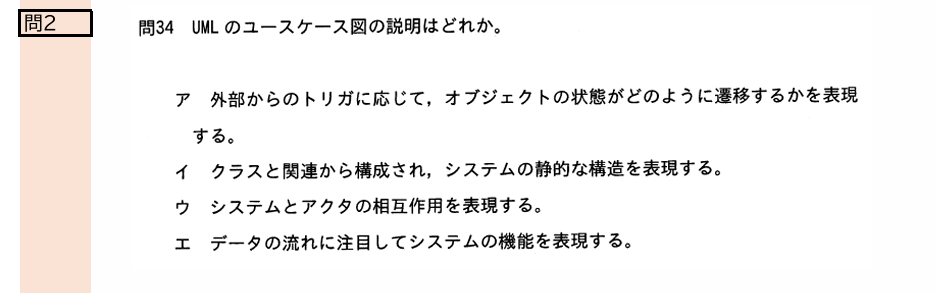 問2
問34 UML のユースケース図の説明はどれか。
ア 外部からのトリガに応じて，オブジェクトの状態がどのように遷移するかを表現
する。
イ クラスと関連から構成され，システムの静的な構造を表現する。
ウ システムとアクタの相互作用を表現する。
エ データの流れに注目してシステムの機能を表現する。